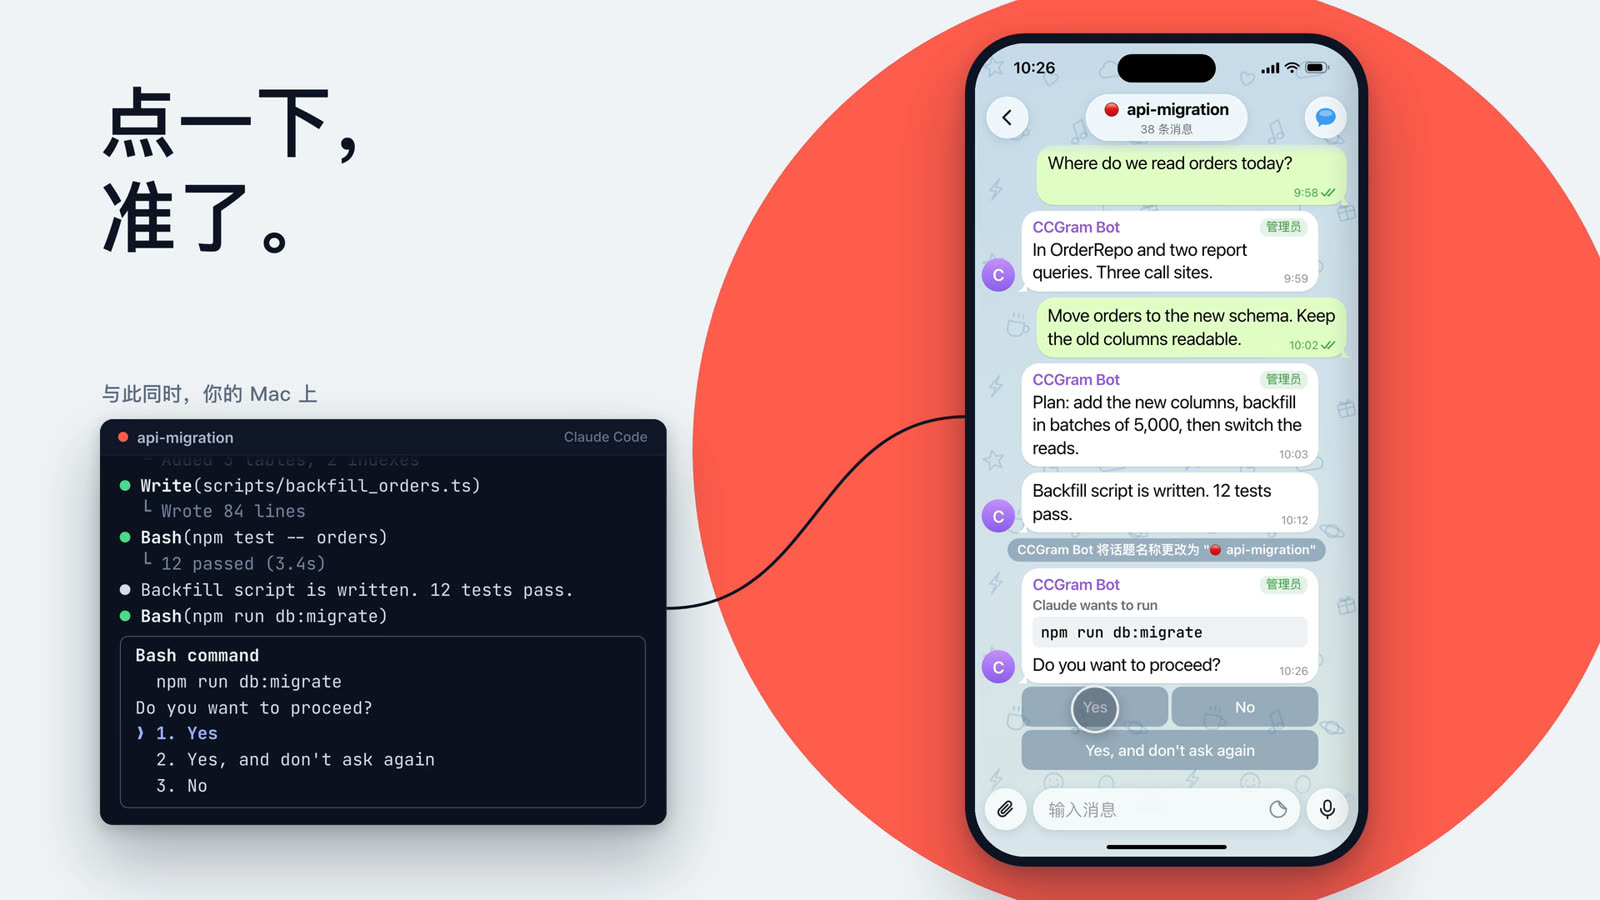 点一下，
准了。
与此同时，你的 Mac 上
api-migration
Claude Code
Added 3 tables, 2 indexes
Write(scripts/backfill_orders.ts)
└ Wrote 84 lines
Bash(npm test -- orders)
└ 12 passed (3.4s)
Backfill script is written. 12 tests pass.
Bash(npm run db:migrate)
Bash command
npm run db:migrate
Do you want to proceed?
❯ 1. Yes
2. Yes, and don't ask again
3. No
10:26
api-migration
38 条消息
Where do we read orders today?
9:58
CCGram Bot 管理员
In OrderRepo and two report
queries. Three call sites.
9:59
C
Move orders to the new schema. Keep
the old columns readable.
10:02
CCGram Bot 管理员
Plan: add the new columns, backfill
in batches of 5,000, then switch the
reads.
10:03
Backfill script is written. 12 tests
pass.
10:12
C
CCGram Bot 将话题名称更改为 "🔴 api-migration"
CCGram Bot 管理员
Claude wants to run
npm run db:migrate
Do you want to proceed?
10:26
C
Yes
No
Yes, and don't ask again
输入消息